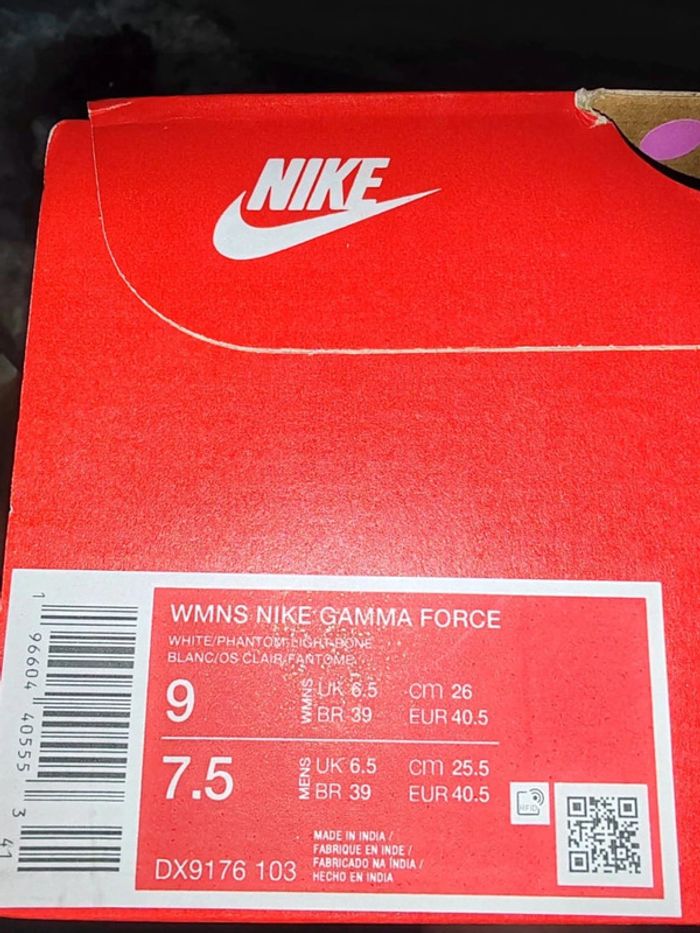 NIKE
WMNS NIKE GAMMA FORCE
WHITE/PHANTOM-LIGHT BONE
BLANC/OS CLAIR/FANTOME
9
WMNS
UK 6.5
cm 26
BR 39
EUR 40.5
7.5
MENS
UK 6.5
cm 25.5
BR 39
EUR 40.5
RFID
MADE IN INDIA /
FABRIQUE EN INDE /
FABRICADO NA ÍNDIA /
HECHO EN INDIA
DX9176 103
1 96604 40555 3 41